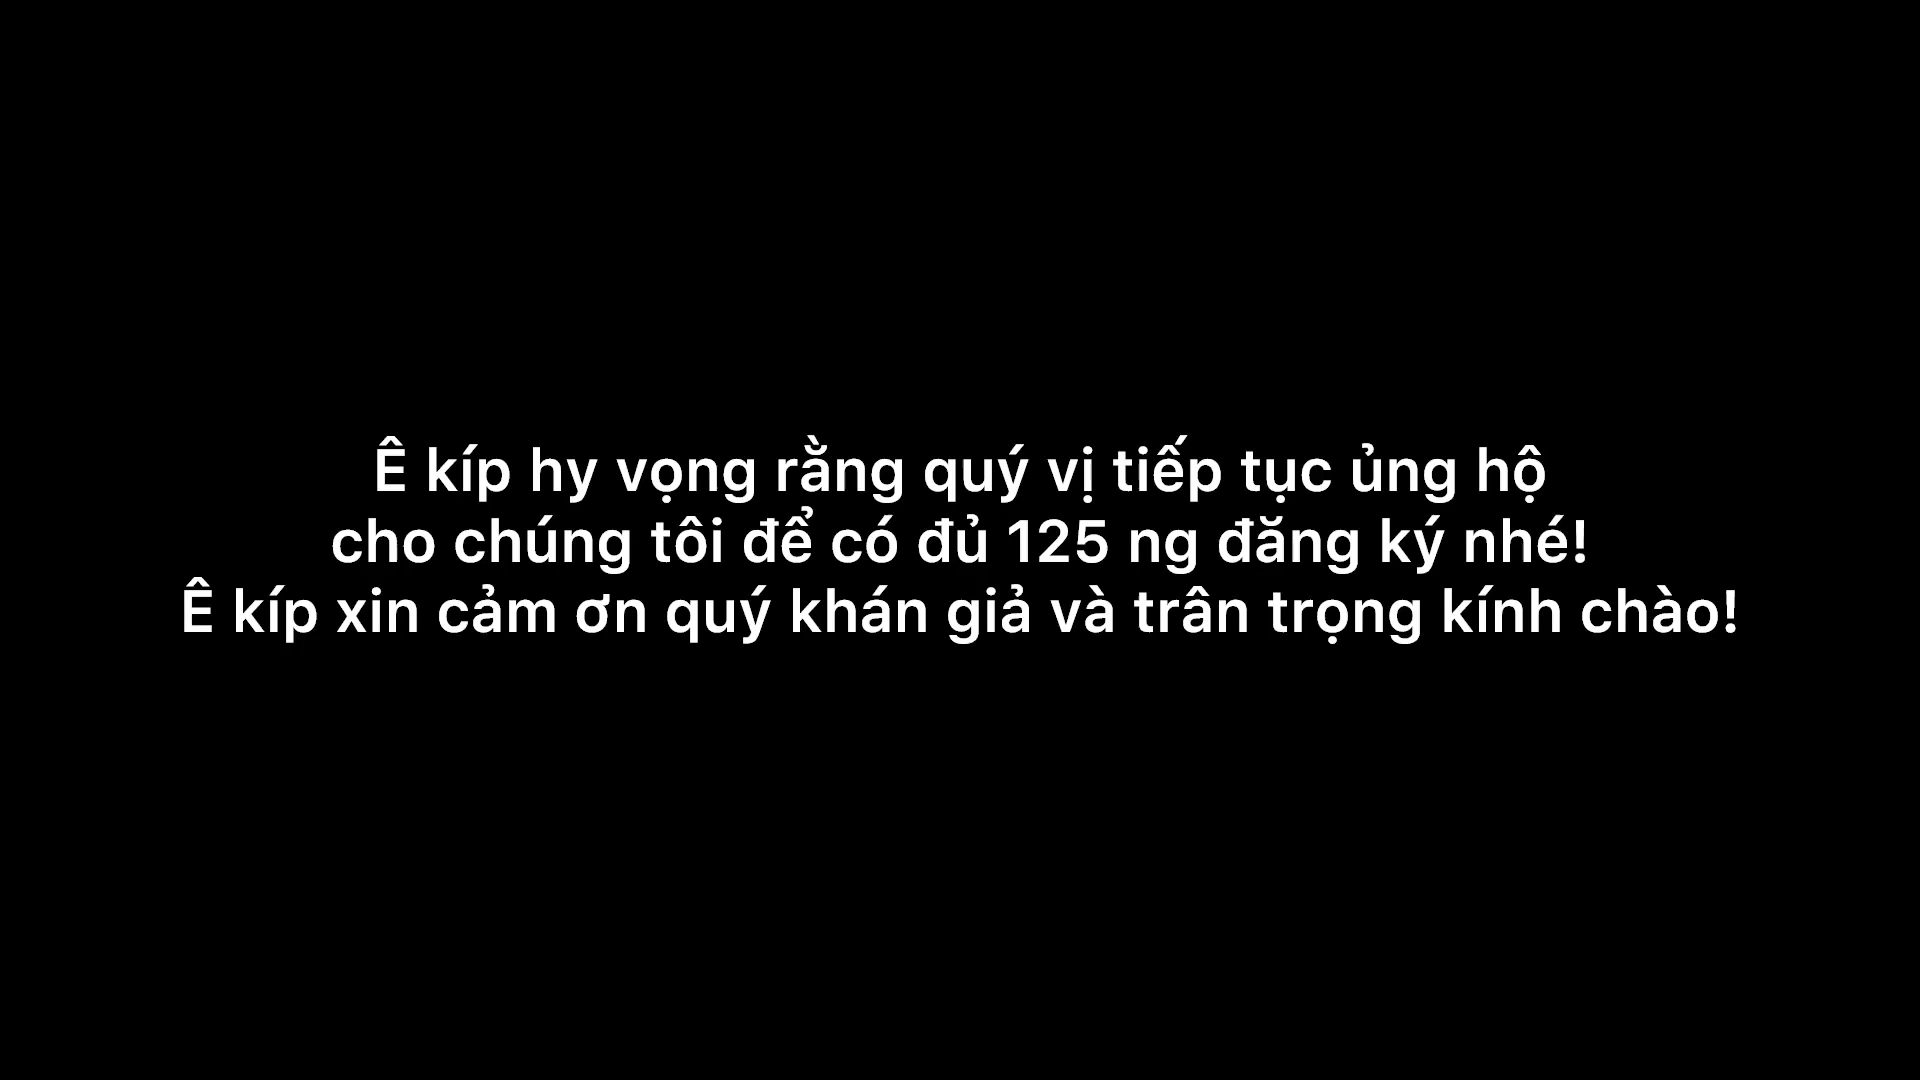 Ê kíp hy vọng rằng quý vị tiếp tục ủng hộ
cho chúng tôi để có đủ 125 ng đăng ký nhé!
Ê kíp xin cảm ơn quý khán giả và trân trọng kính chào!